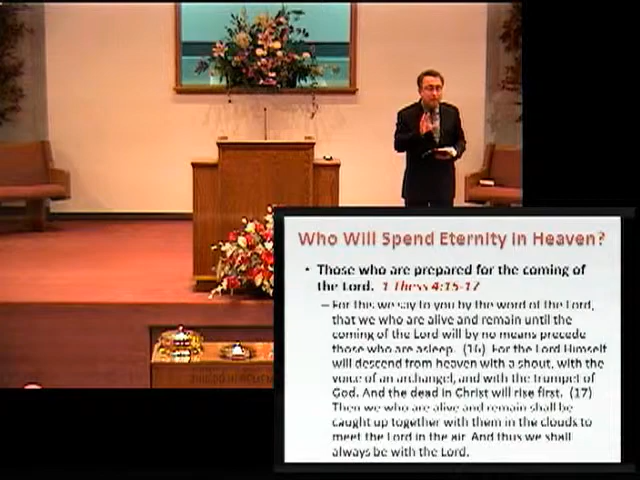 Who Will Spend Eternity In Heaven?
• Those who are prepared for the coming of
the Lord. 1 Thess 4:15-17
– For this we say to you by the word of the Lord,
that we who are alive and remain until the
coming of the Lord will by no means precede
those who are asleep. (16) For the Lord Himself
will descend from heaven with a shout, with the
voice of an archangel, and with the trumpet of
God. And the dead in Christ will rise first. (17)
Then we who are alive and remain shall be
caught up together with them in the clouds to
meet the Lord in the air. And thus we shall
always be with the Lord.